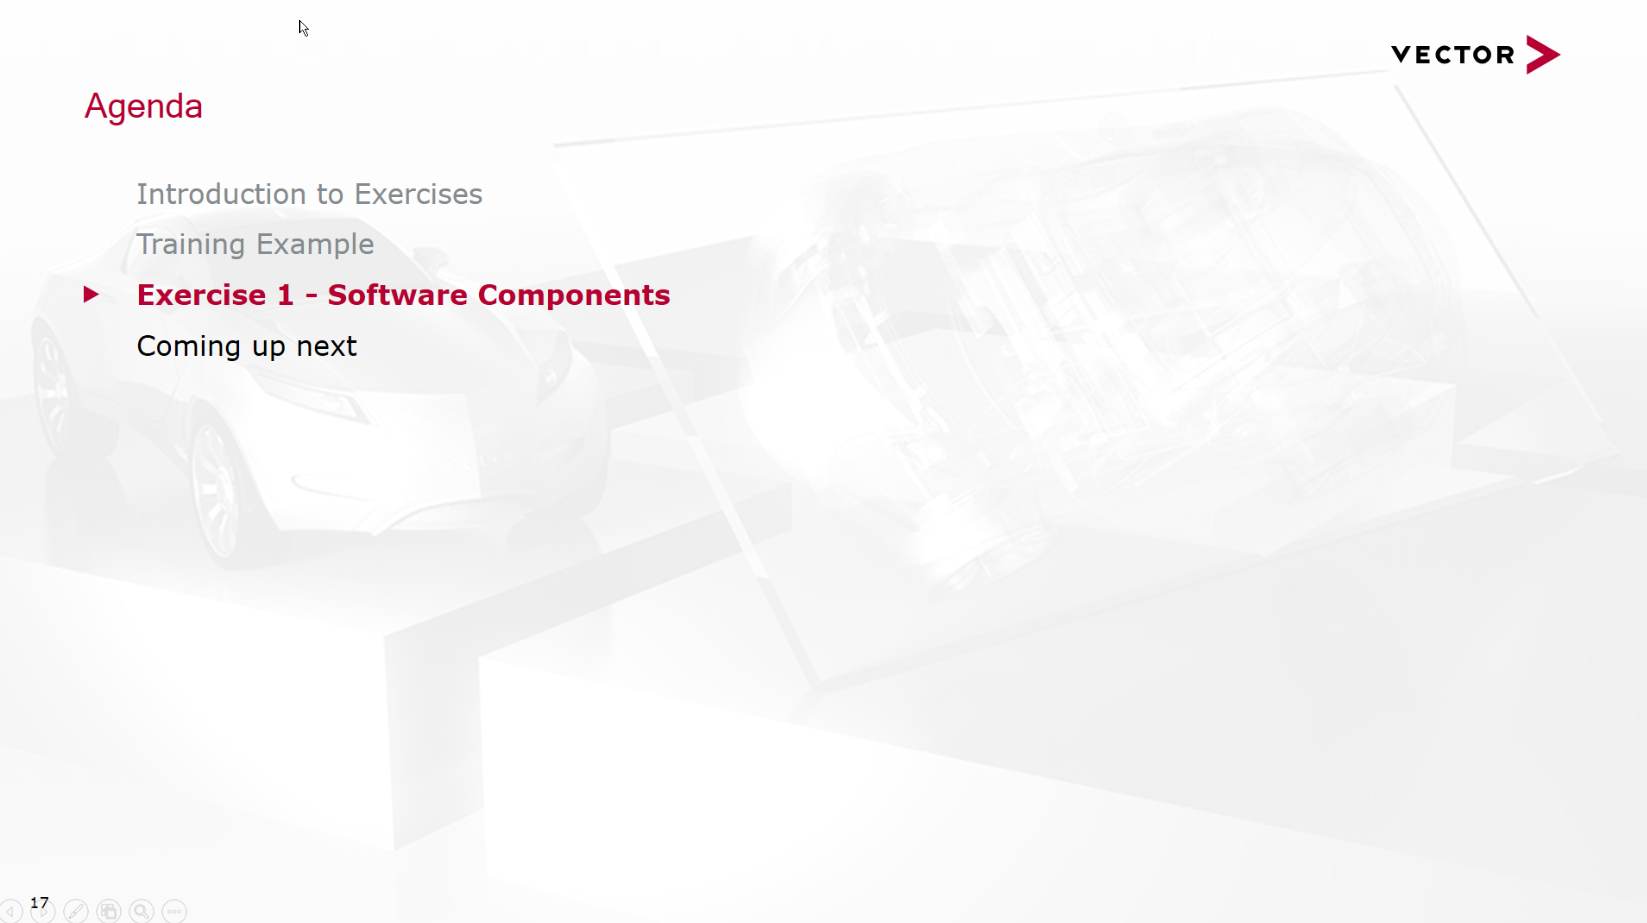 VECTOR
Agenda
Introduction to Exercises
Training Example
Exercise 1 - Software Components
Coming up next
17